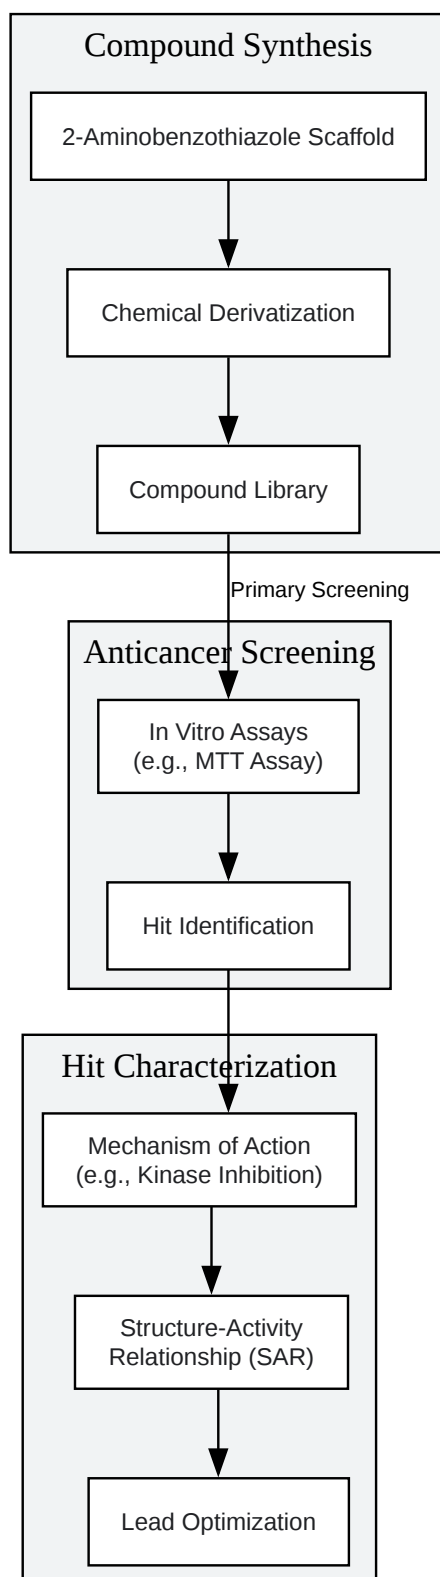 Compound Synthesis
2-Aminobenzothiazole Scaffold
Chemical Derivatization
Compound Library
Primary Screening
Anticancer Screening
In Vitro Assays
(e.g., MTT Assay)
Hit Identification
Hit Characterization
Mechanism of Action
(e.g., Kinase Inhibition)
Structure-Activity
Relationship (SAR)
Lead Optimization